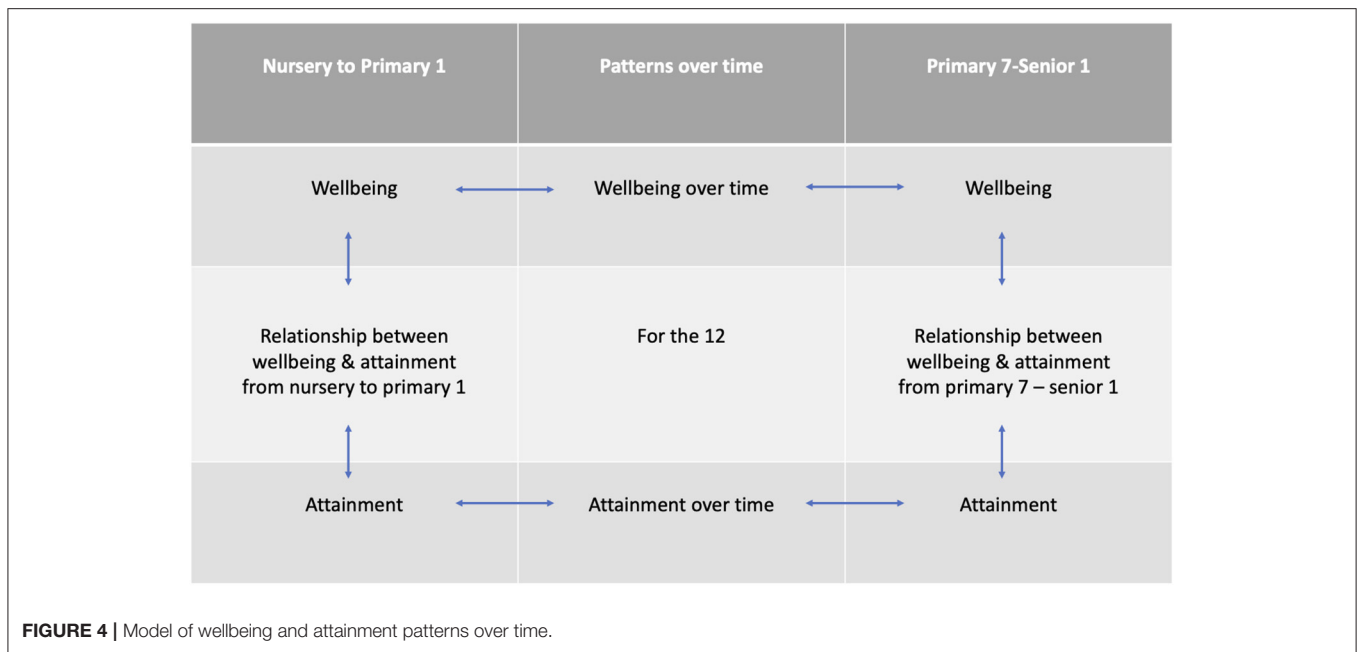 Nursery to Primary 1
Patterns over time
Primary 7-Senior 1
Wellbeing
Wellbeing over time
Wellbeing
Relationship between
wellbeing & attainment
from nursery to primary 1
For the 12
Relationship between
wellbeing & attainment
from primary 7 – senior 1
Attainment
Attainment over time
Attainment
FIGURE 4 | Model of wellbeing and attainment patterns over time.